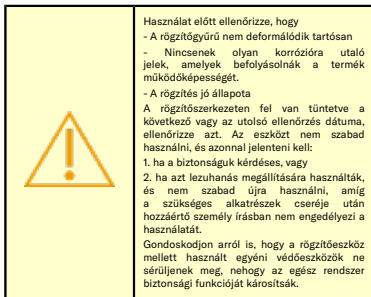 Használat előtt ellenőrizze, hogy
- A rögzítőgyűrű nem deformálódik tartósan
- Nincsenek olyan korrózióra utaló
jelek, amelyek befolyásolnák a termék
működőképességét.
- A rögzítés jó állapota
A rögzítőszerkezeten fel van tüntetve a
következő vagy az utolsó ellenőrzés dátuma,
ellenőrizze azt. Az eszközt nem szabad
használni, és azonnal jelenteni kell:
1. ha a biztonságuk kérdéses, vagy
2. ha azt lezuhanás megállítására használták,
és nem szabad újra használni, amíg
a szükséges alkatrészek cseréje után
hozzáértő személy írásban nem engedélyezi a
használatát.
Gondoskodjon arról is, hogy a rögzítőeszköz
mellett használt egyéni védőeszközök ne
sérüljenek meg, nehogy az egész rendszer
biztonsági funkcióját károsítsák.